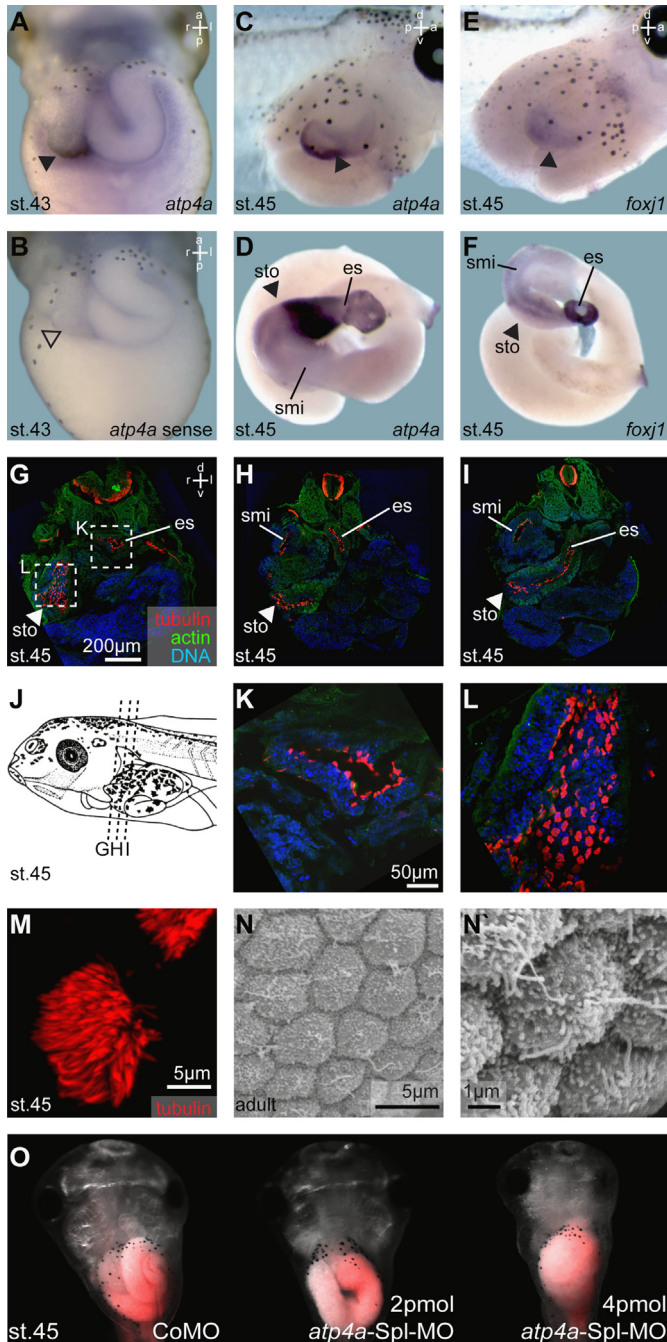 A
a
r l
p
st.43
atp4a
C
d
p a
v
st.45
atp4a
E
d
p a
v
st.45
foxj1
B
a
r l
p
st.43
atp4a sense
D
sto
es
smi
st.45
atp4a
F
smi
es
sto
st.45
foxj1
G
d
r l
v
K
es
L
sto
200µm
tubulin
actin
DNA
st.45
H
smi
es
sto
st.45
I
smi
es
sto
st.45
J
GHI
st.45
K
50µm
L
M
5µm
st.45
tubulin
N
adult
5µm
N`
1µm
O
st.45
CoMO
2pmol
atp4a-Spl-MO
4pmol
atp4a-Spl-MO